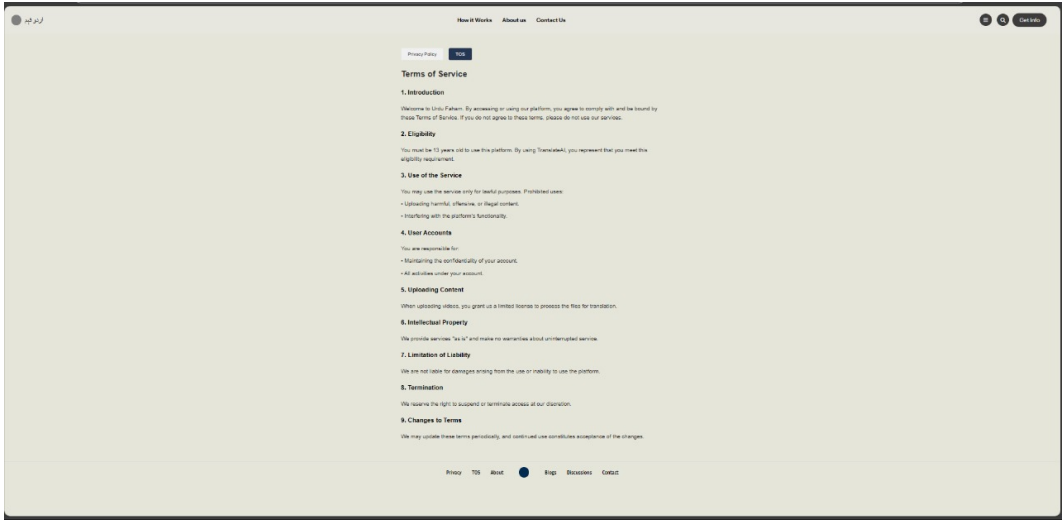 اردو فہم
How it Works About us Contact Us
Get Info
Privacy Policy TOS
Terms of Service
1. Introduction
Welcome to Urdu Faham. By accessing or using our platform, you agree to comply with and be bound by
these Terms of Service. If you do not agree to these terms, please do not use our services.
2. Eligibility
You must be 13 years old to use this platform. By using TranslateAI, you represent that you meet this
eligibility requirement.
3. Use of the Service
You may use the service only for lawful purposes. Prohibited uses:
• Uploading harmful, offensive, or illegal content.
• Interfering with the platform's functionality.
4. User Accounts
You are responsible for:
• Maintaining the confidentiality of your account.
• All activities under your account.
5. Uploading Content
When uploading videos, you grant us a limited license to process the files for translation.
6. Intellectual Property
We provide services "as is" and make no warranties about uninterrupted service.
7. Limitation of Liability
We are not liable for damages arising from the use or inability to use the platform.
8. Termination
We reserve the right to suspend or terminate access at our discretion.
9. Changes to Terms
We may update these terms periodically, and continued use constitutes acceptance of the changes.
Privacy TOS About Blogs Discussions Contact